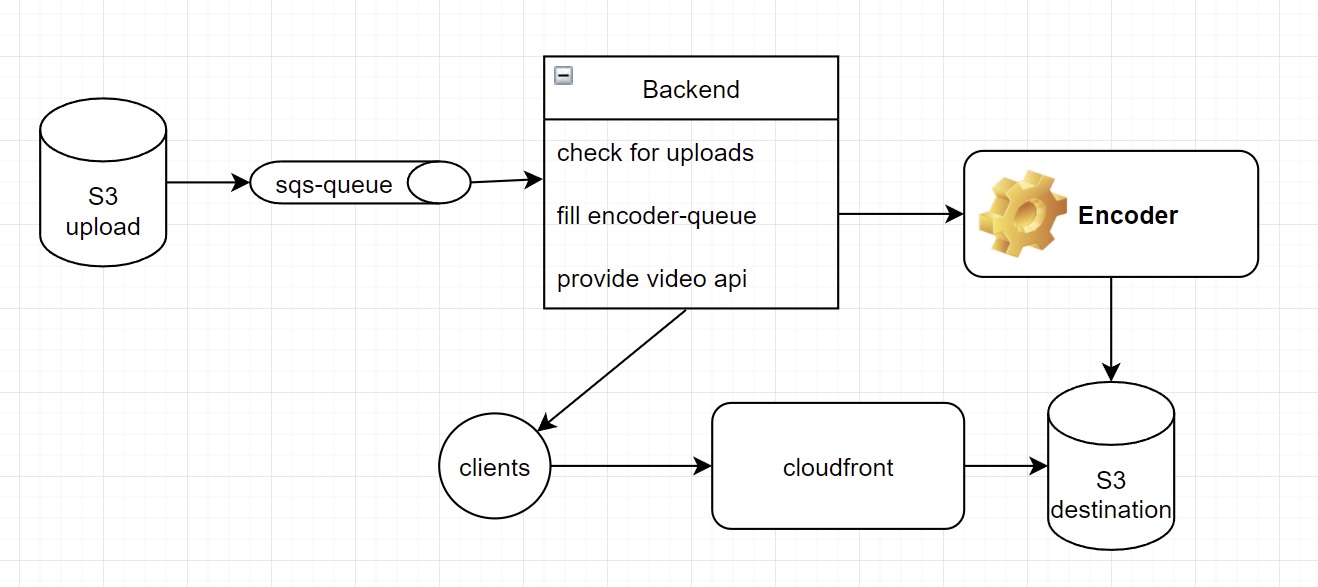 Backend
check for uploads
fill encoder-queue
provide video api
S3
upload
sqs-queue
Encoder
clients
cloudfront
S3
destination